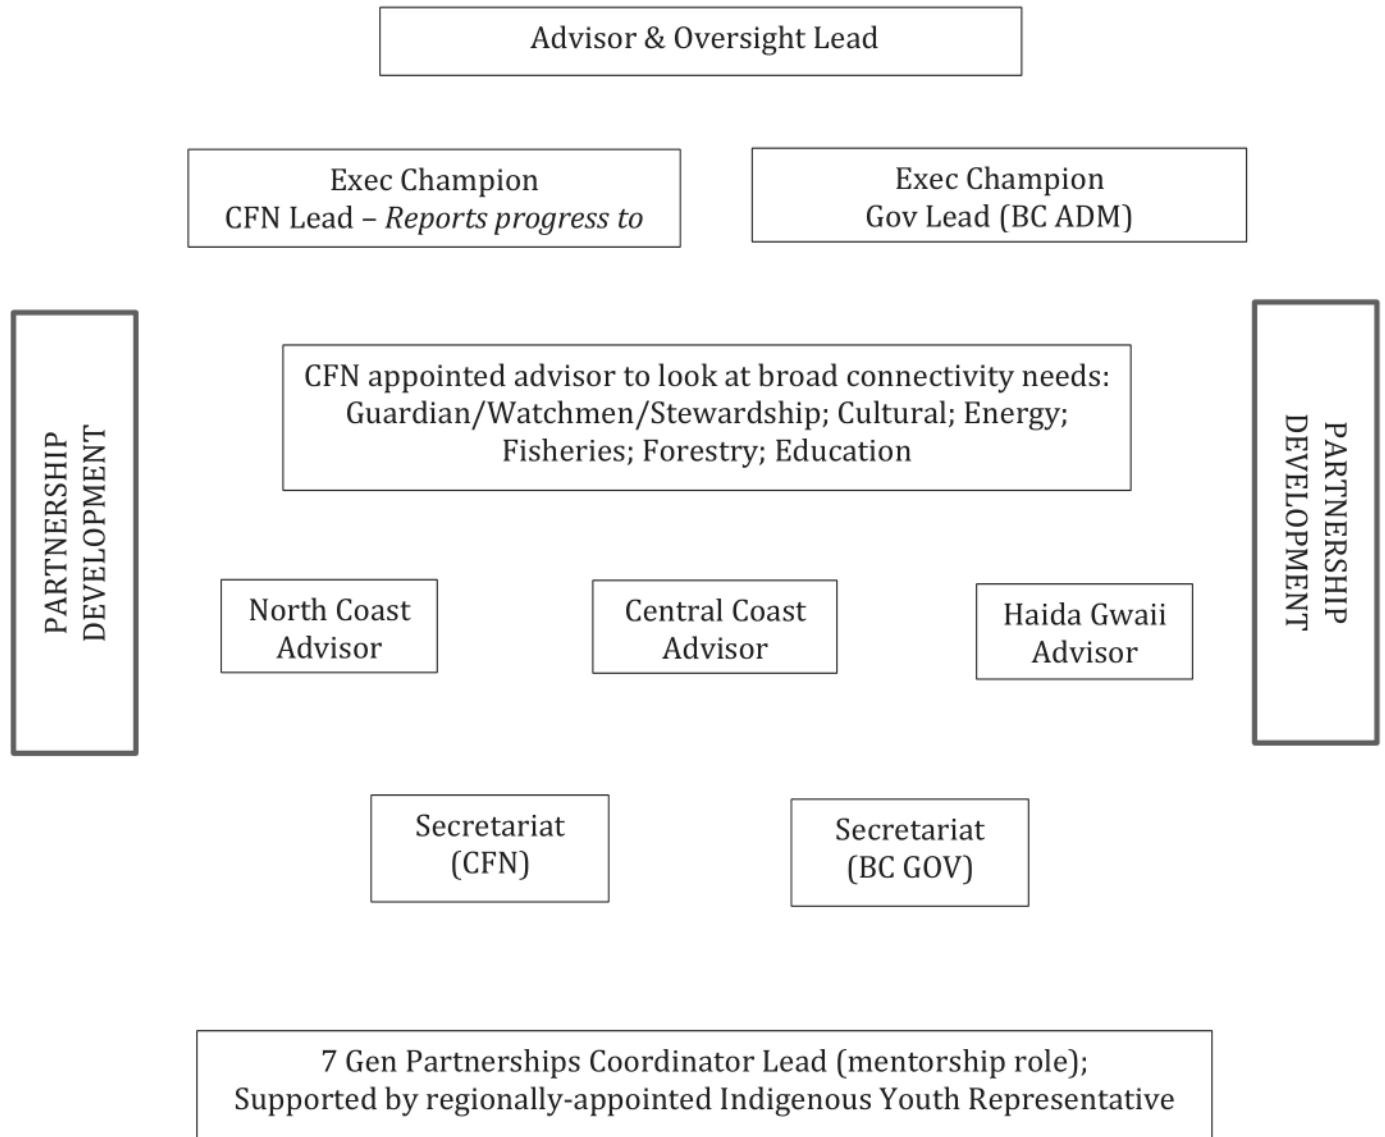 Advisor & Oversight Lead
Exec Champion
CFN Lead – Reports progress to
Exec Champion
Gov Lead (BC ADM)
PARTNERSHIP
DEVELOPMENT
CFN appointed advisor to look at broad connectivity needs:
Guardian/Watchmen/Stewardship; Cultural; Energy;
Fisheries; Forestry; Education
PARTNERSHIP
DEVELOPMENT
North Coast
Advisor
Central Coast
Advisor
Haida Gwaii
Advisor
Secretariat
(CFN)
Secretariat
(BC GOV)
7 Gen Partnerships Coordinator Lead (mentorship role);
Supported by regionally-appointed Indigenous Youth Representative